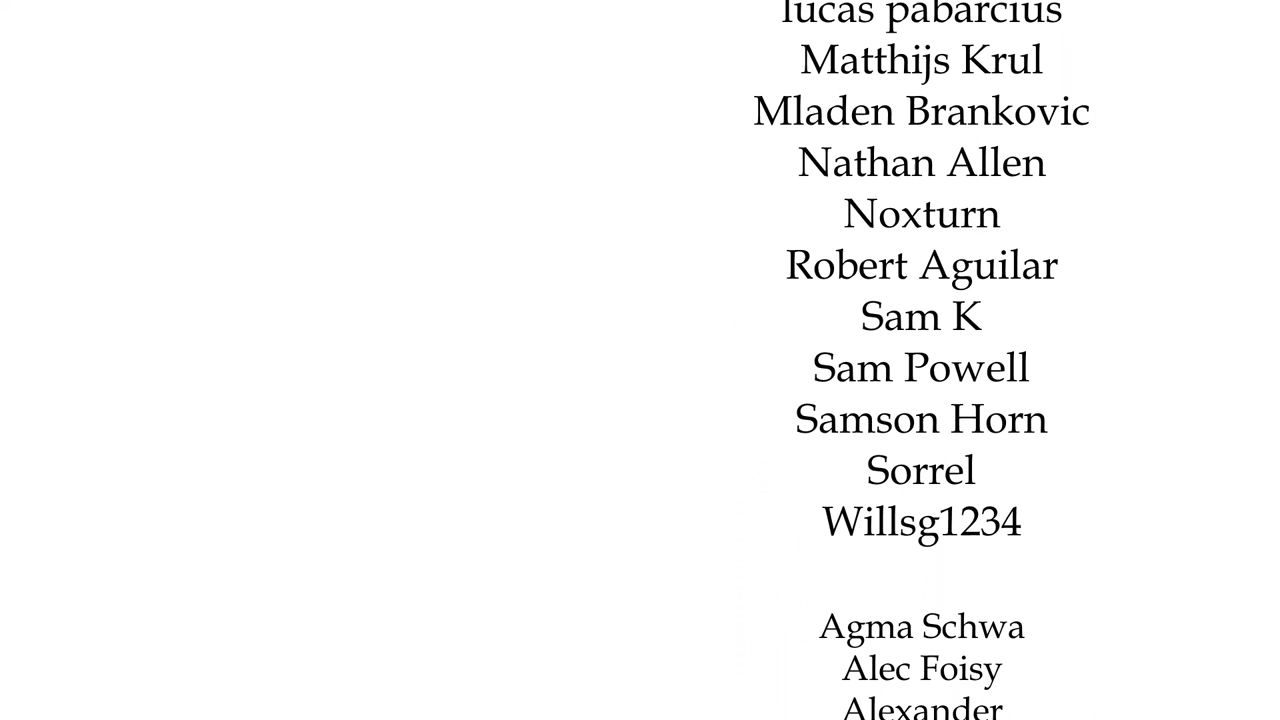 lucas pabarcius
Matthijs Krul
Mladen Brankovic
Nathan Allen
Noxturn
Robert Aguilar
Sam K
Sam Powell
Samson Horn
Sorrel
Willsg1234
Agma Schwa
Alec Foisy
Alexander